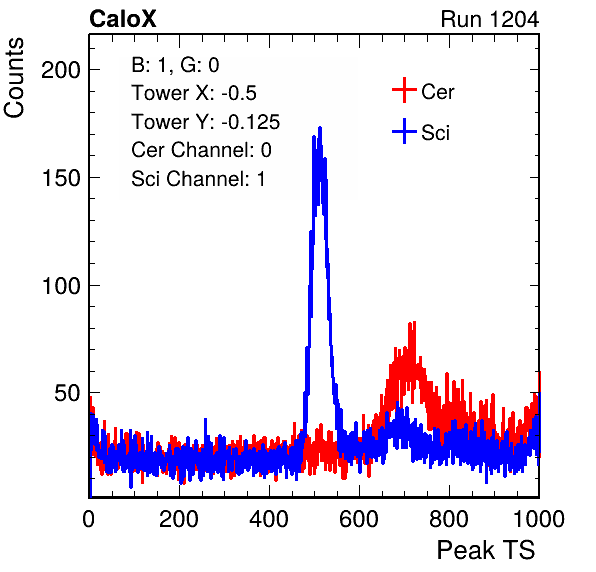 CaloX Run 1204
Counts
B: 1, G: 0
Tower X: -0.5
Tower Y: -0.125
Cer Channel: 0
Sci Channel: 1
Cer
Sci
200
150
100
50
0 200 400 600 800 1000
Peak TS